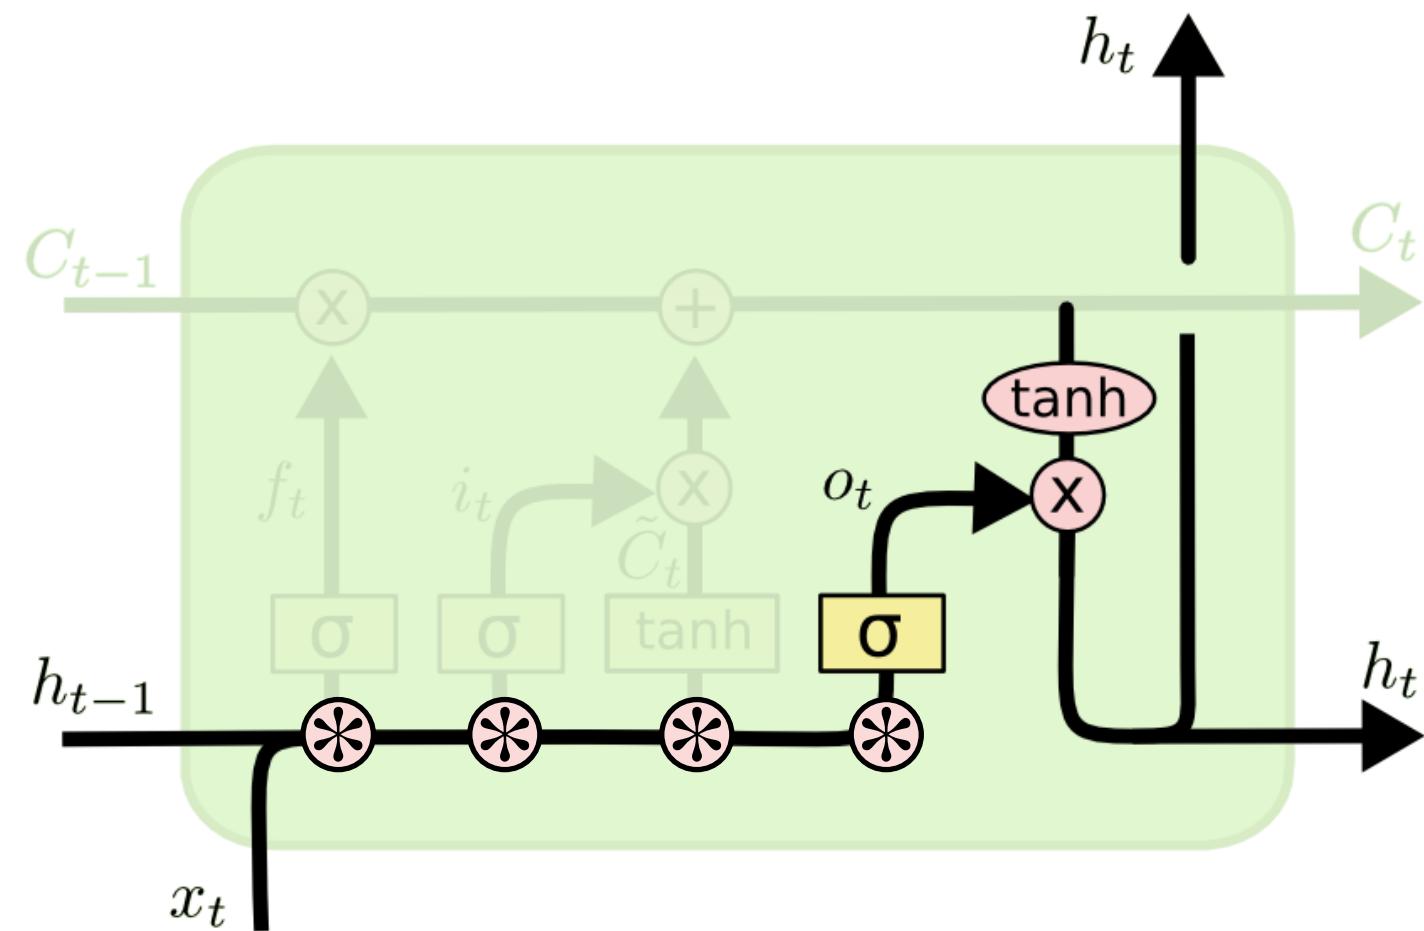 h_t
C_{t-1}
C_t
x
+
tanh
f_t
i_t
x
o_t
x
C̃_t
σ
σ
tanh
σ
h_{t-1}
h_t
* * * *
x_t